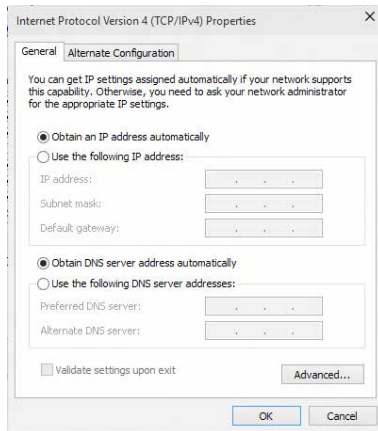 Internet Protocol Version 4 (TCP/IPv4) Properties
General
Alternate Configuration
You can get IP settings assigned automatically if your network supports
this capability. Otherwise, you need to ask your network administrator
for the appropriate IP settings.
Obtain an IP address automatically
Use the following IP address:
IP address:
Subnet mask:
Default gateway:
Obtain DNS server address automatically
Use the following DNS server addresses:
Preferred DNS server:
Alternate DNS server:
Validate settings upon exit
Advanced...
OK
Cancel